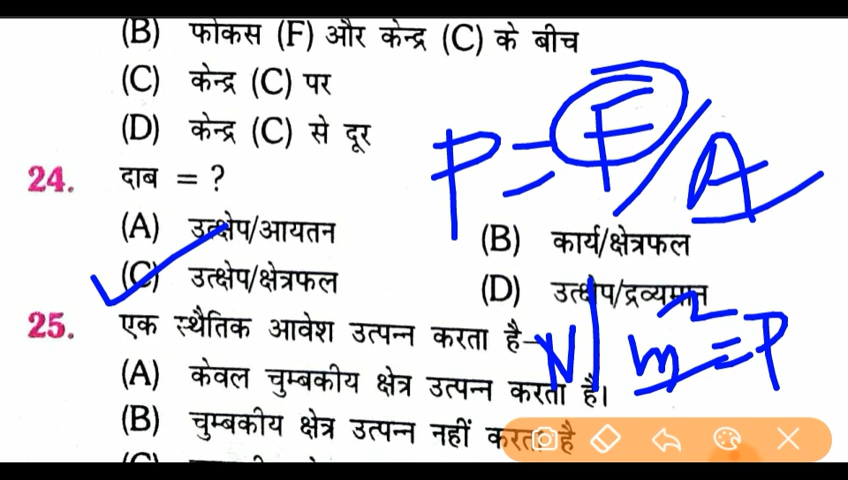 (B) फोकस (F) और केन्द्र (C) के बीच
(C) केन्द्र (C) पर
(D) केन्द्र (C) से दूर
24. दाब = ?
(A) उत्क्षेप/आयतन
(B) कार्य/क्षेत्रफल
(C) उत्क्षेप/क्षेत्रफल
(D) उत्क्षेप/द्रव्यमान
P = F/A
25. एक स्थैतिक आवेश उत्पन्न करता है–
N/m² = P
(A) केवल चुम्बकीय क्षेत्र उत्पन्न करता है।
(B) चुम्बकीय क्षेत्र उत्पन्न नहीं करता है